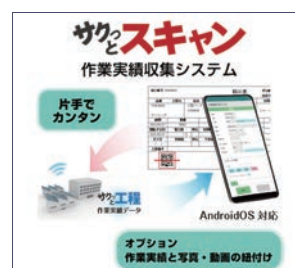 サクっとスキャン
作業実績収集システム
片手で
カンタン
サクっと工程
作業実績データ
AndroidOS 対応
オプション
作業実績と写真・動画の紐付け